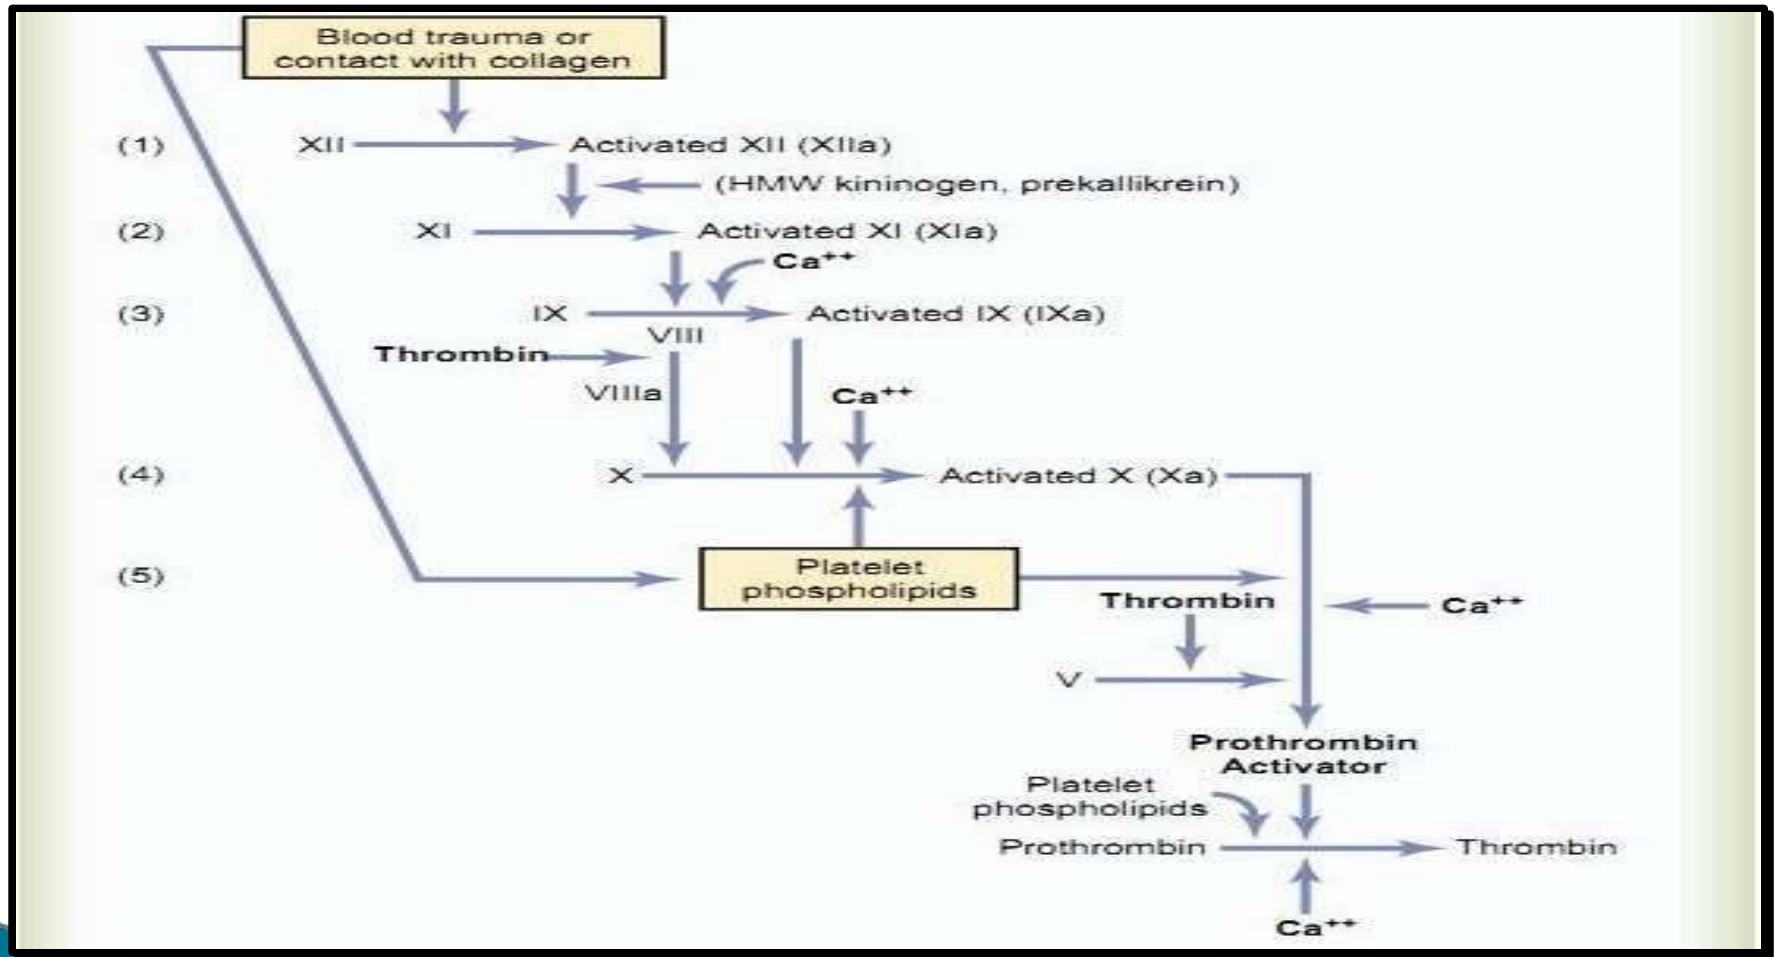 Blood trauma or
contact with collagen
(1) XII Activated XII (XIIa)
(HMW kininogen, prekallikrein)
(2) XI Activated XI (XIa)
Ca++
(3) IX Activated IX (IXa)
VIII
Thrombin
VIIIa Ca++
(4) X Activated X (Xa)
(5) Platelet
phospholipids
Thrombin Ca++
V
Prothrombin
Activator
Platelet
phospholipids
Prothrombin Thrombin
Ca++